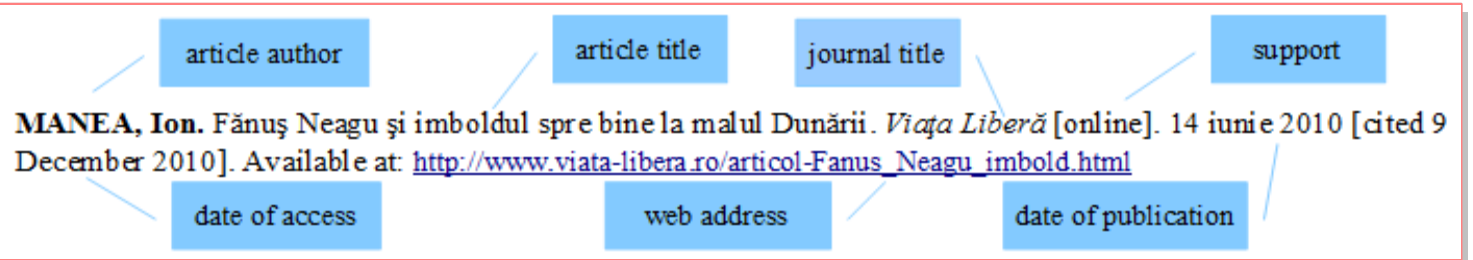 article author
article title
journal title
support
MANEA, Ion. Fănuş Neagu şi imboldul spre bine la malul Dunării. Viaţa Liberă [online]. 14 iunie 2010 [cited 9
December 2010]. Available at: http://www.viata-libera.ro/articol-Fanus_Neagu_imbold.html
date of access
web address
date of publication